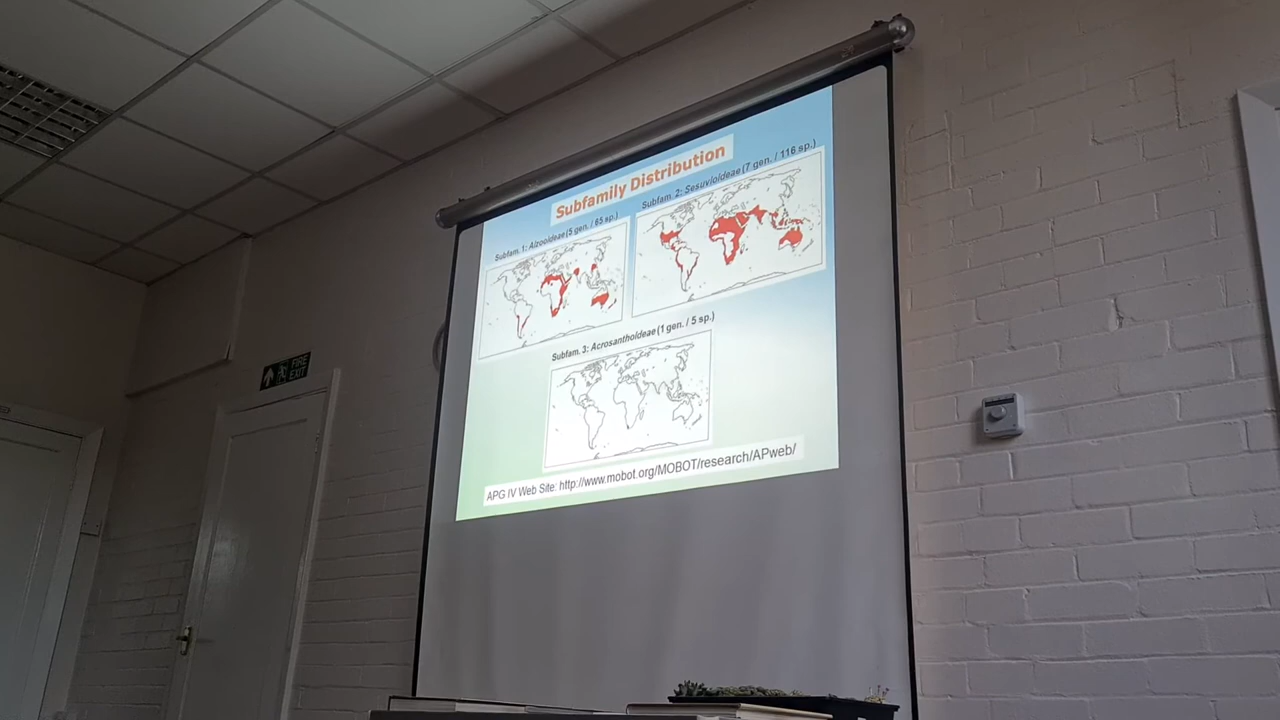 Subfamily Distribution
Subfam. 1: Aizooideae (5 gen. / 65 sp.)
Subfam. 2: Sesuvioideae (7 gen. / 116 sp.)
Subfam. 3: Acrosanthoideae (1 gen. / 5 sp.)
APG IV Web Site: http://www.mobot.org/MOBOT/research/APweb/
FIRE
EXIT